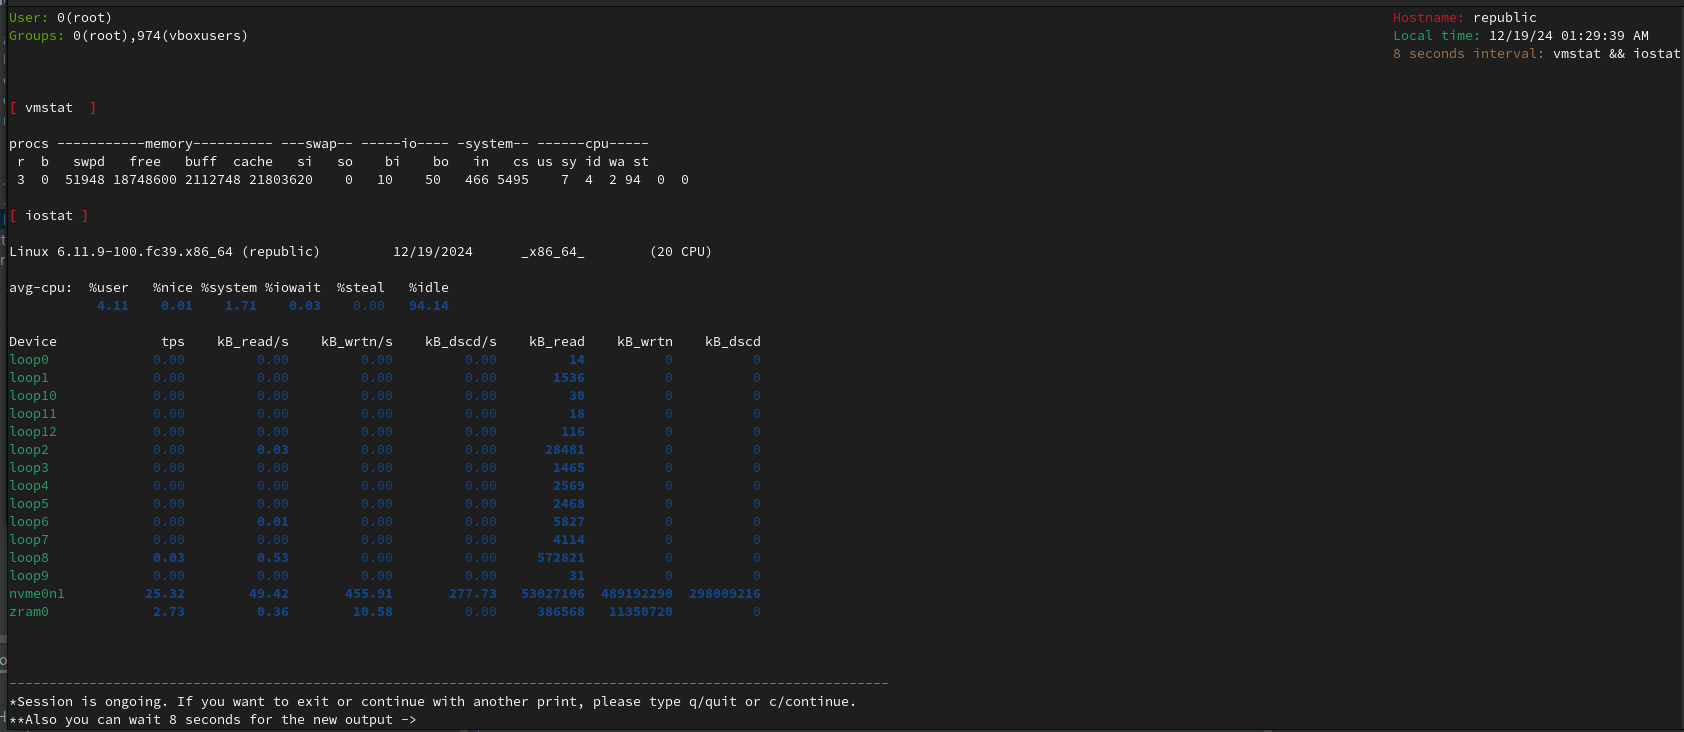 User: 0(root)
Hostname: republic
Groups: 0(root),974(vboxusers)
Local time: 12/19/24 01:29:39 AM
8 seconds interval: vmstat && iostat
[ vmstat  ]
procs -----------memory---------- ---swap-- -----io---- -system-- ------cpu-----
 r  b   swpd   free   buff  cache   si   so    bi    bo   in   cs us sy id wa st
 3  0  51948 18748600 2112748 21803620    0   10    50   466 5495    7  4  2 94  0  0
[ iostat ]
Linux 6.11.9-100.fc39.x86_64 (republic)         12/19/2024      _x86_64_        (20 CPU)
avg-cpu:  %user   %nice %system %iowait  %steal   %idle
           4.11    0.01    1.71    0.03    0.00   94.14
Device             tps    kB_read/s    kB_wrtn/s    kB_dscd/s    kB_read    kB_wrtn    kB_dscd
loop0             0.00         0.00         0.00         0.00         14          0          0
loop1             0.00         0.00         0.00         0.00       1536          0          0
loop10            0.00         0.00         0.00         0.00         30          0          0
loop11            0.00         0.00         0.00         0.00         18          0          0
loop12            0.00         0.00         0.00         0.00        116          0          0
loop2             0.00         0.03         0.00         0.00      28481          0          0
loop3             0.00         0.00         0.00         0.00       1465          0          0
loop4             0.00         0.00         0.00         0.00       2569          0          0
loop5             0.00         0.00         0.00         0.00       2468          0          0
loop6             0.00         0.01         0.00         0.00       5827          0          0
loop7             0.00         0.00         0.00         0.00       4114          0          0
loop8             0.03         0.53         0.00         0.00     572821          0          0
loop9             0.00         0.00         0.00         0.00         31          0          0
nvme0n1          25.32        49.42       455.91       277.73   53027106  489192290  298009216
zram0             2.73         0.36        10.58         0.00     386568   11350720          0
--------------------------------------------------------------------------------------------------------------
*Session is ongoing. If you want to exit or continue with another print, please type q/quit or c/continue.
**Also you can wait 8 seconds for the new output ->